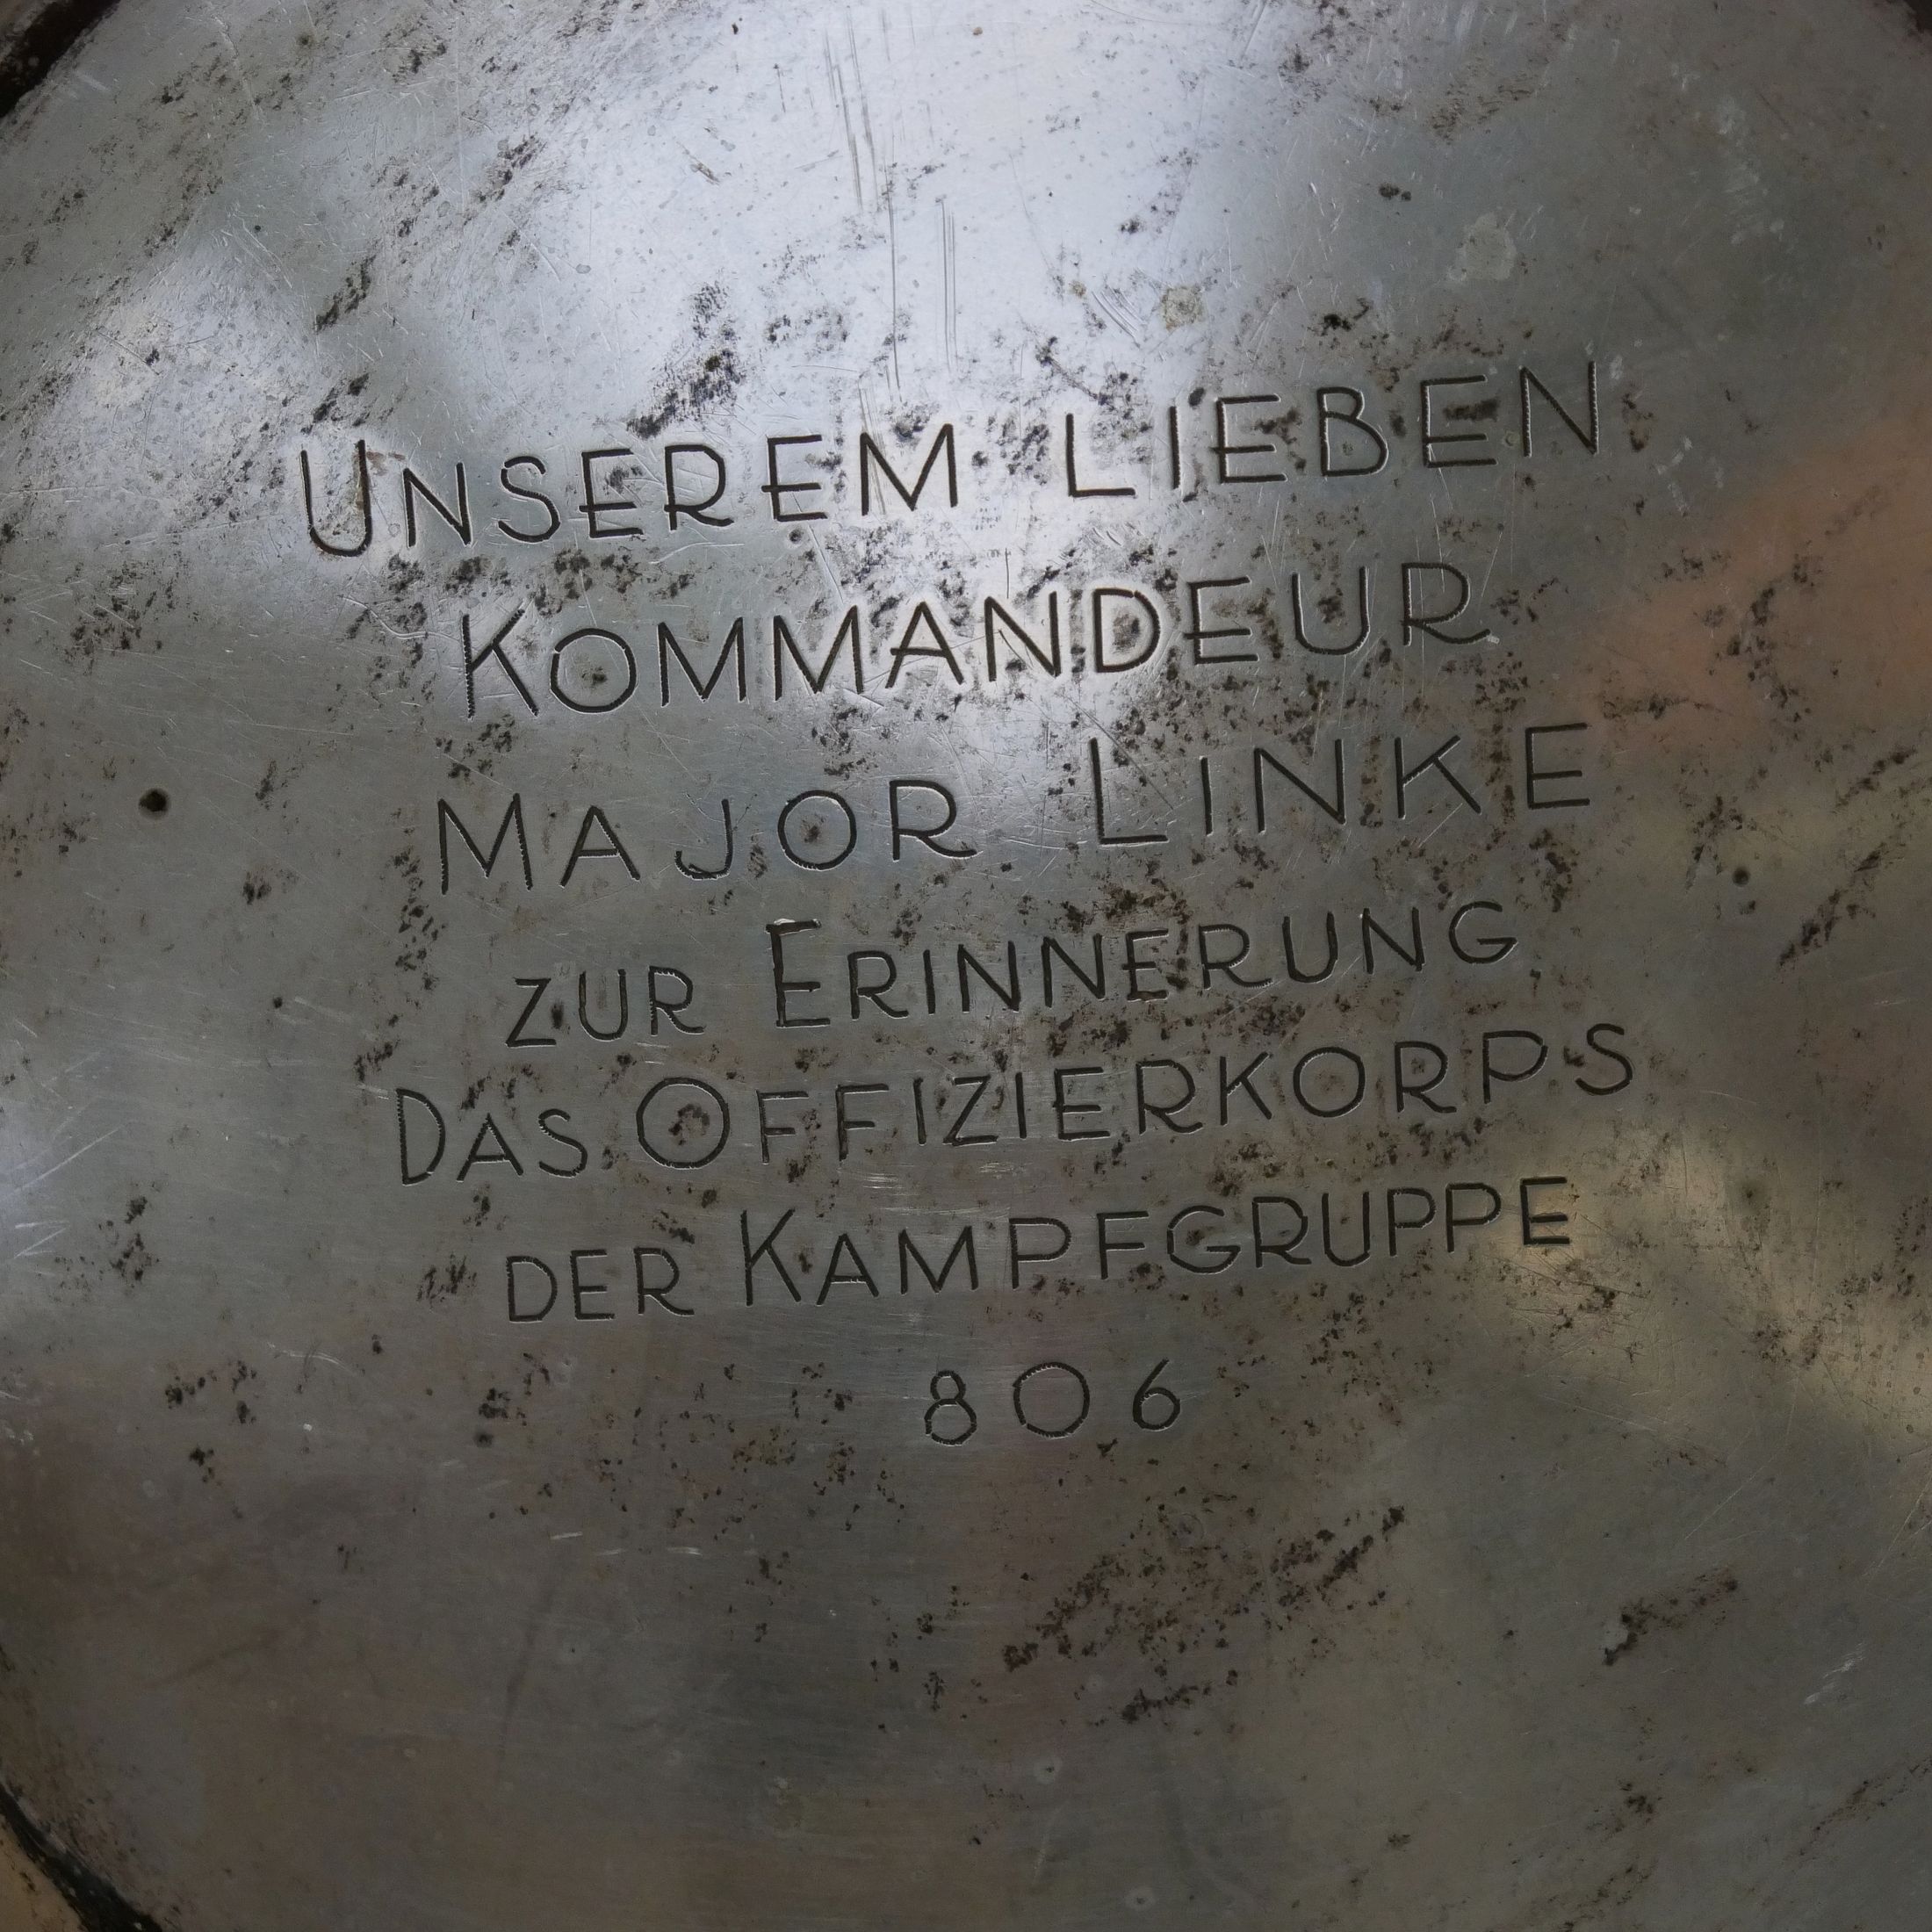 UNSEREM LIEBEN
KOMMANDEUR
MAJOR LINKE
ZUR ERINNERUNG
DAS OFFIZIERKORPS
DER KAMPFGRUPPE
806